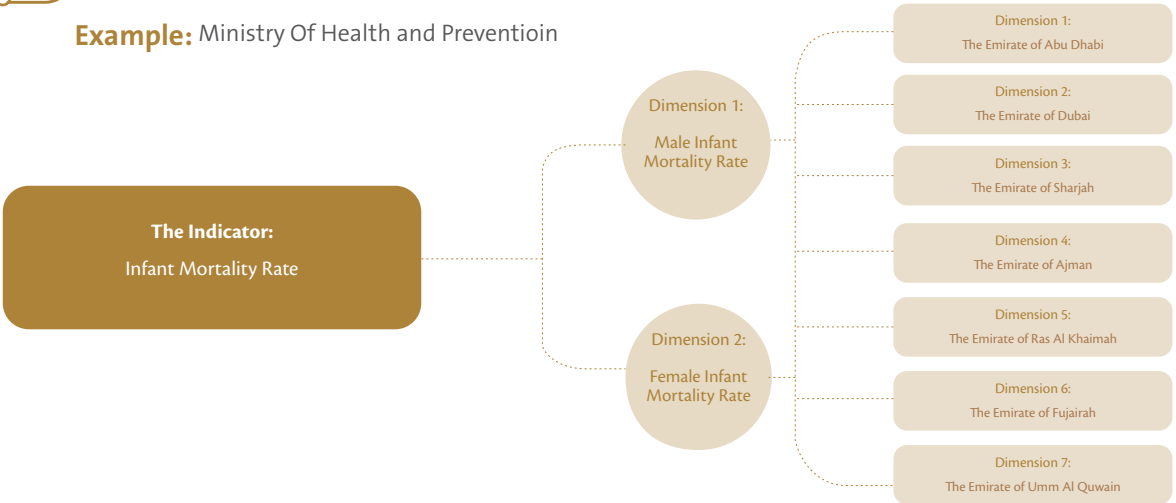 Example: Ministry Of Health and Preventioin
The Indicator:
Infant Mortality Rate
Dimension 1:
Male Infant
Mortality Rate
Dimension 2:
Female Infant
Mortality Rate
Dimension 1:
The Emirate of Abu Dhabi
Dimension 2:
The Emirate of Dubai
Dimension 3:
The Emirate of Sharjah
Dimension 4:
The Emirate of Ajman
Dimension 5:
The Emirate of Ras Al Khaimah
Dimension 6:
The Emirate of Fujairah
Dimension 7:
The Emirate of Umm Al Quwain